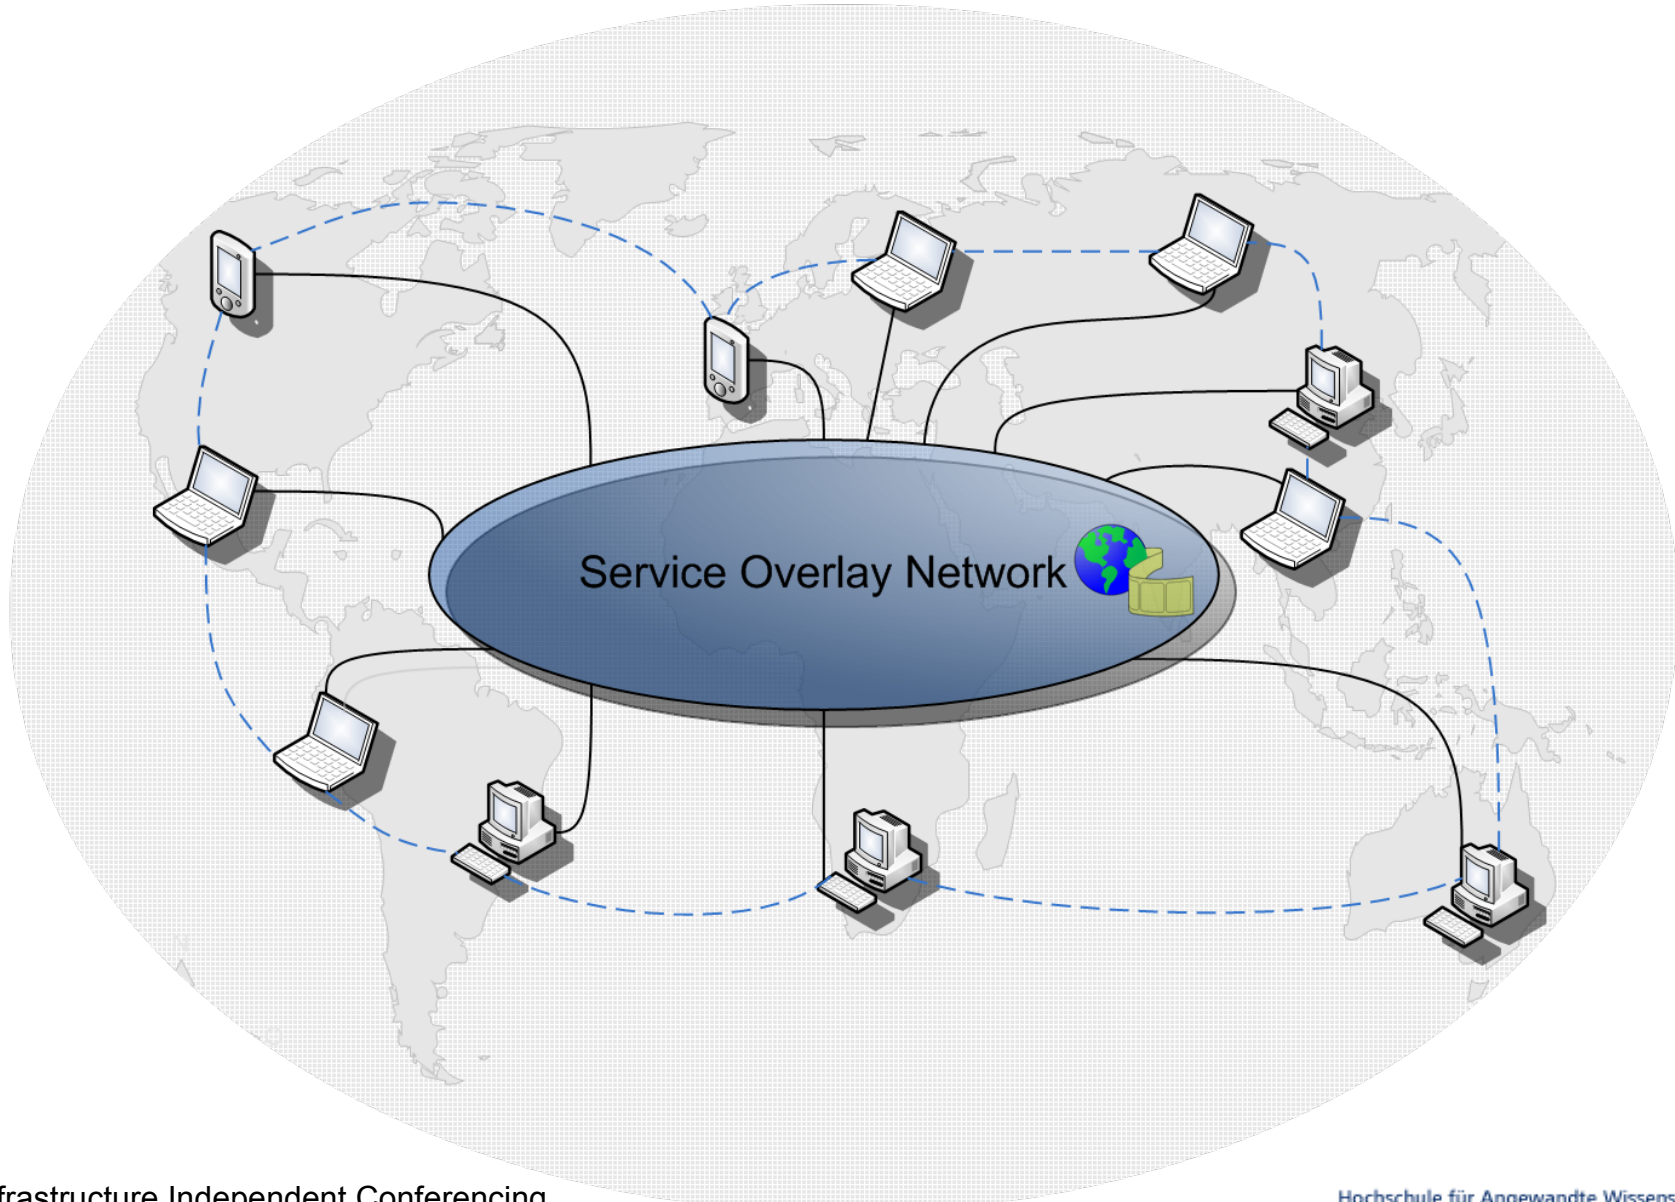 Service Overlay Network
frastructure Independent Conferencing
Hochschule für Angewandte Wissens